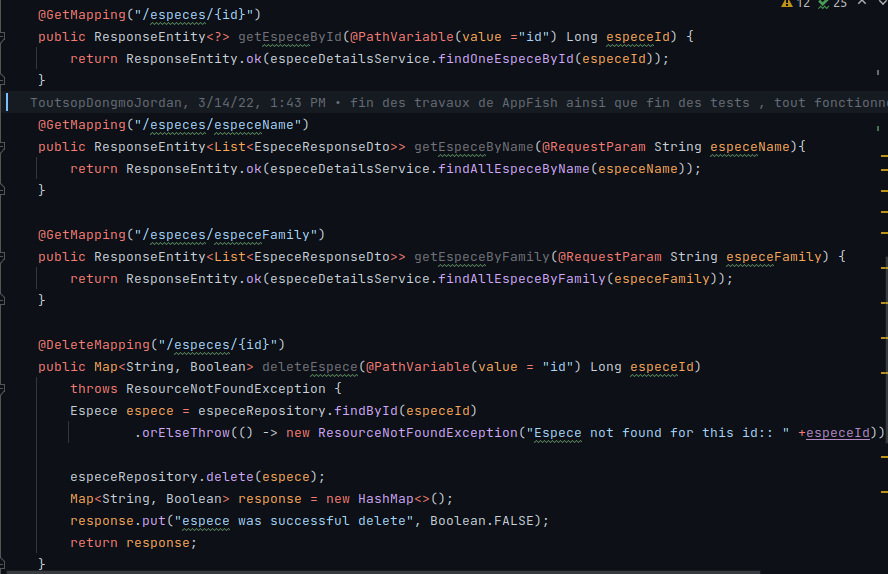 12 25
@GetMapping("/especes/{id}")
public ResponseEntity<?> getEspeceById(@PathVariable(value ="id") Long especeId) {
return ResponseEntity.ok(especeDetailsService.findOneEspeceById(especeId));
}
ToutsopDongmoJordan, 3/14/22, 1:43 PM • fin des travaux de AppFish ainsi que fin des tests , tout fonctionne
@GetMapping("/especes/especeName")
public ResponseEntity<List<EspeceResponseDto>> getEspeceByName(@RequestParam String especeName){
return ResponseEntity.ok(especeDetailsService.findAllEspeceByName(especeName));
}
@GetMapping("/especes/especeFamily")
public ResponseEntity<List<EspeceResponseDto>> getEspeceByFamily(@RequestParam String especeFamily) {
return ResponseEntity.ok(especeDetailsService.findAllEspeceByFamily(especeFamily));
}
@DeleteMapping("/especes/{id}")
public Map<String, Boolean> deleteEspece(@PathVariable(value = "id") Long especeId)
throws ResourceNotFoundException {
Espece espece = especeRepository.findById(especeId)
.orElseThrow(() -> new ResourceNotFoundException("Espece not found for this id:: " +especeId))
especeRepository.delete(espece);
Map<String, Boolean> response = new HashMap<>();
response.put("espece was successful delete", Boolean.FALSE);
return response;
}